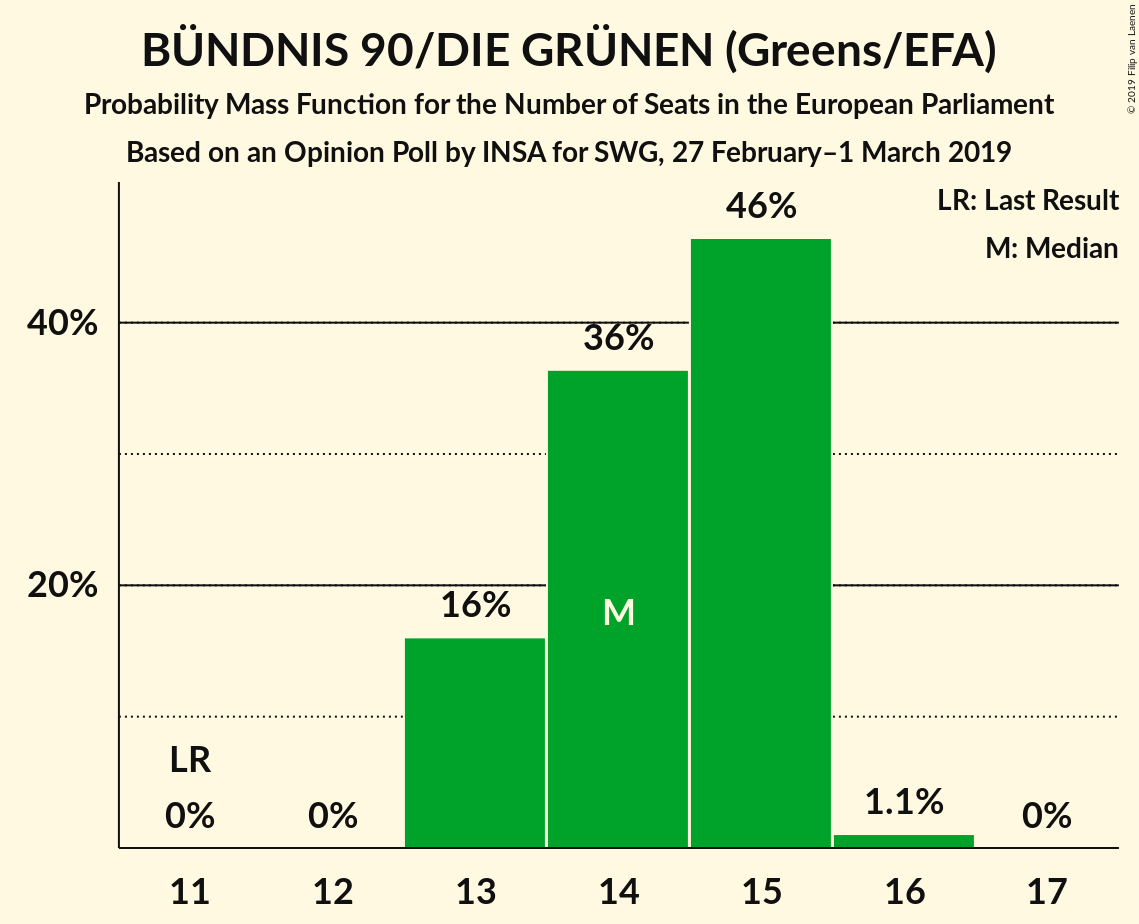 BÜNDNIS 90/DIE GRÜNEN (Greens/EFA)
Probability Mass Function for the Number of Seats in the European Parliament
Based on an Opinion Poll by INSA for SWG, 27 February–1 March 2019
© 2019 Filip van Laenen
LR: Last Result
M: Median
46%
40%
36%
20%
16%
M
LR
0%
0%
1.1%
0%
11
12
13
14
15
16
17